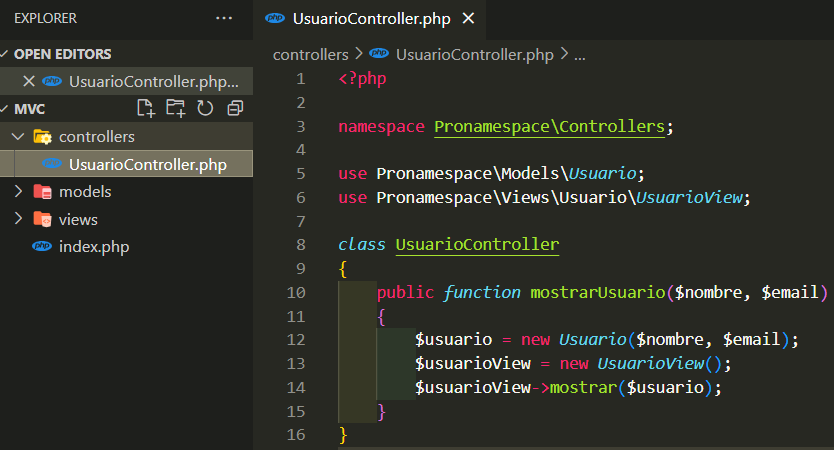 EXPLORER ...
OPEN EDITORS
UsuarioController.php...
MVC
controllers
UsuarioController.php
models
views
index.php
UsuarioController.php
controllers > UsuarioController.php > ...
1 <?php
2
3 namespace Pronamespace\Controllers;
4
5 use Pronamespace\Models\Usuario;
6 use Pronamespace\Views\Usuario\UsuarioView;
7
8 class UsuarioController
9 {
10 public function mostrarUsuario($nombre, $email)
11 {
12 $usuario = new Usuario($nombre, $email);
13 $usuarioView = new UsuarioView();
14 $usuarioView->mostrar($usuario);
15 }
16 }